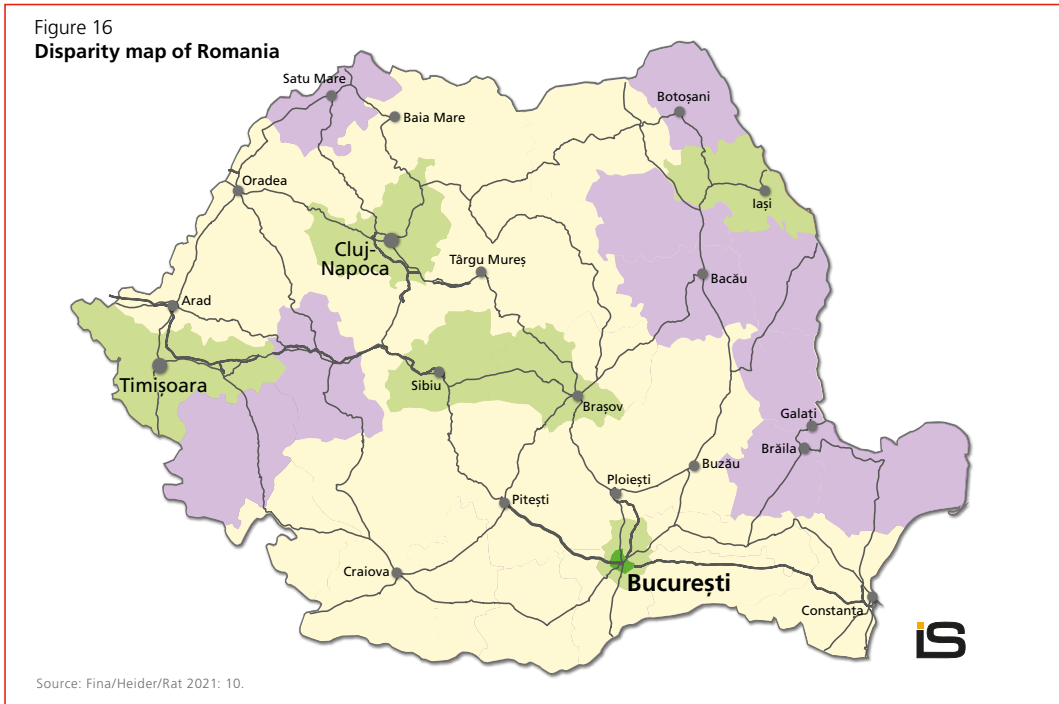 Figure 16
Disparity map of Romania
Satu Mare
Baia Mare
Botoșani
Oradea
Iași
Cluj-
Napoca
Târgu Mureș
Bacău
Arad
Timișoara
Sibiu
Brașov
Galați
Brăila
Buzău
Ploiești
Pitești
Craiova
București
Constanța
iS
Source: Fina/Heider/Rat 2021: 10.